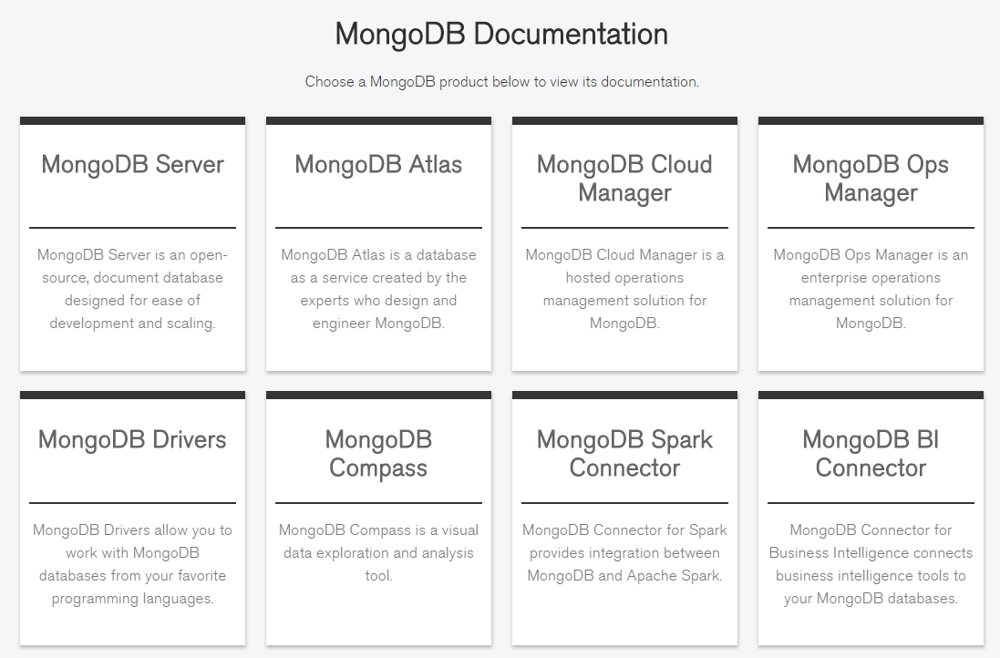 MongoDB Documentation
Choose a MongoDB product below to view its documentation.
MongoDB Server
MongoDB Server is an open-
source, document database
designed for ease of
development and scaling.
MongoDB Atlas
MongoDB Atlas is a database
as a service created by the
experts who design and
engineer MongoDB.
MongoDB Cloud
Manager
MongoDB Cloud Manager is a
hosted operations
management solution for
MongoDB.
MongoDB Ops
Manager
MongoDB Ops Manager is an
enterprise operations
management solution for
MongoDB.
MongoDB Drivers
MongoDB Drivers allow you to
work with MongoDB
databases from your favorite
programming languages.
MongoDB
Compass
MongoDB Compass is a visual
data exploration and analysis
tool.
MongoDB Spark
Connector
MongoDB Connector for Spark
provides integration between
MongoDB and Apache Spark.
MongoDB BI
Connector
MongoDB Connector for
Business Intelligence connects
business intelligence tools to
your MongoDB databases.